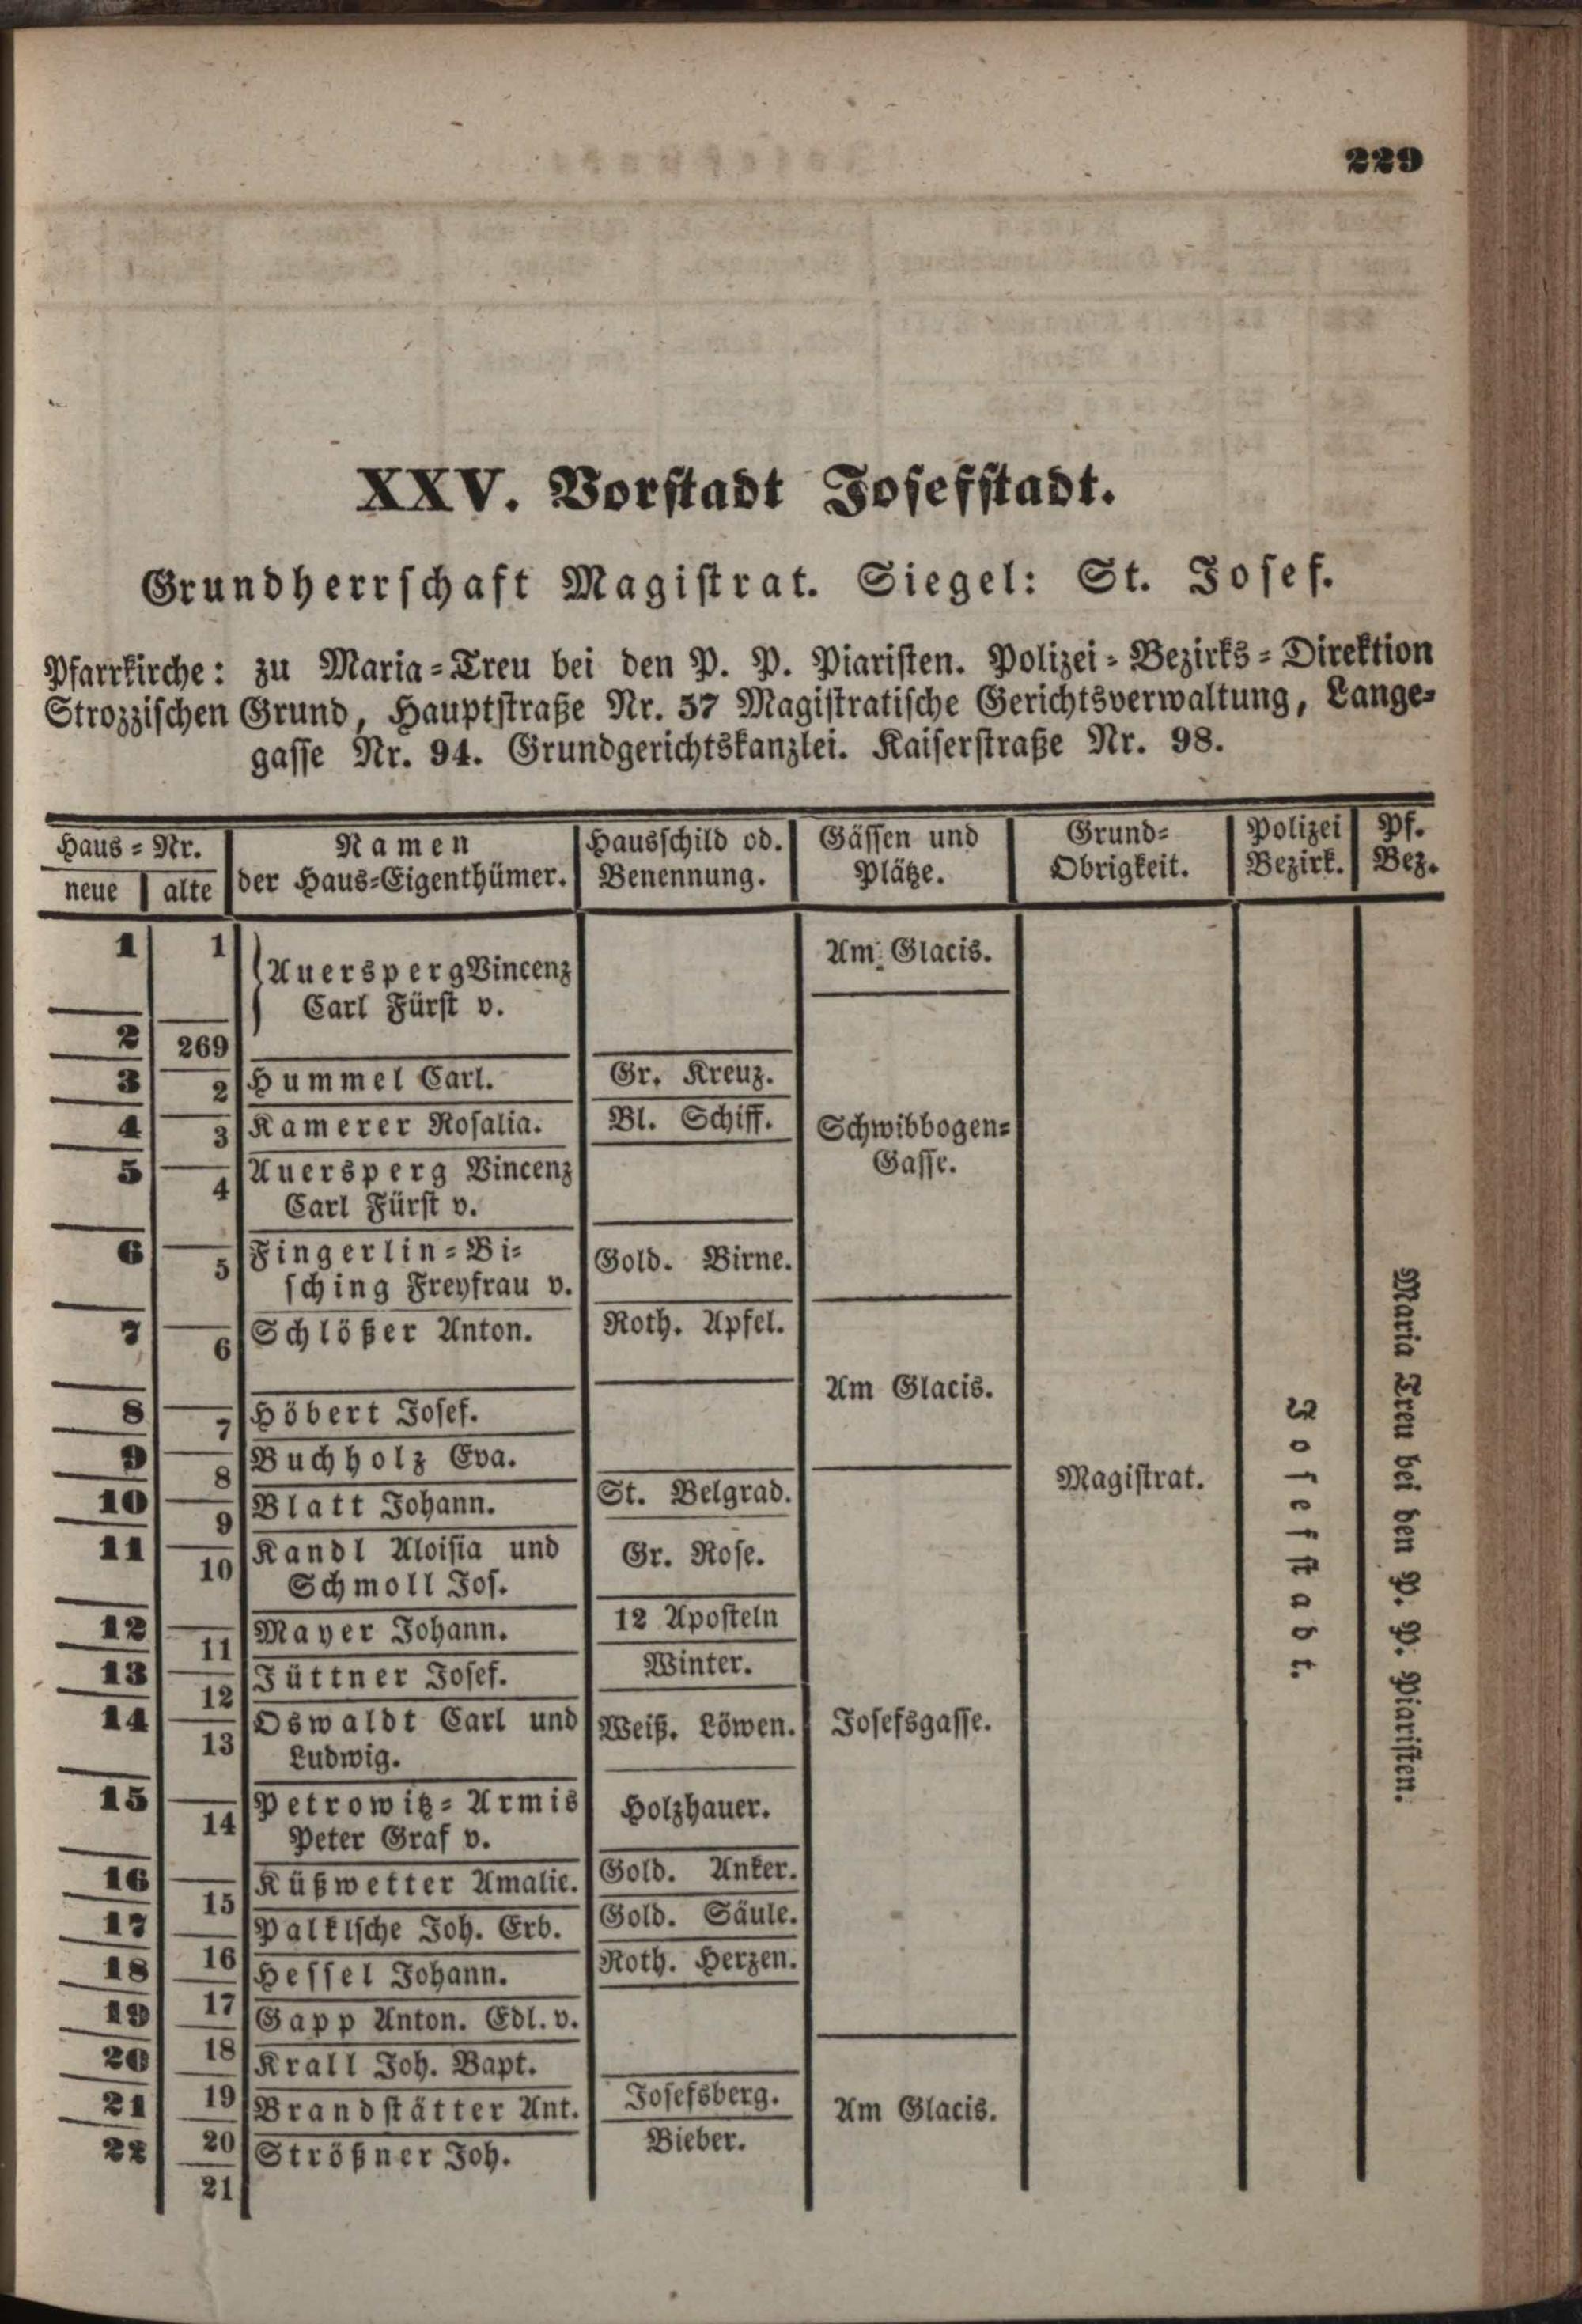 229
XXV. Vorstadt Josefstadt.
Grundherrschaft Magistrat. Siegel: St. Josef.
Pfarrkirche: zu Maria=Treu bei den P. P. Piaristen. Polizei=Bezirks=Direktion
Strozzischen Grund, Hauptstraße Nr. 57 Magistratische Gerichtsverwaltung, Lange=
gasse Nr. 94. Grundgerichtskanzlei. Kaiserstraße Nr. 98.
Haus=Nr. Namen Hausschild od. Gässen und Grund= Polizei Pf.
neue alte der Haus=Eigenthümer. Benennung. Plätze. Obrigkeit. Bezirk. Bez.
1 1 Auersperg Vincenz Am Glacis.
Carl Fürst v.
2 269
3 2 Hummel Carl. Gr. Kreuz.
4 3 Kamerer Rosalia. Bl. Schiff. Schwibbogen=
Gasse.
5 4 Auersperg Vincenz
Carl Fürst v.
6 5 Fingerlin=Bi= Gold. Birne.
sching Freyfrau v.
7 6 Schlößer Anton. Roth. Apfel.
Am Glacis.
8 7 Höbert Josef.
9 8 Buchholz Eva.
10 9 Blatt Johann. St. Belgrad. Magistrat.
11 10 Kandl Aloisia und Gr. Rose.
Schmoll Jos.
12 11 Mayer Johann. 12 Aposteln
13 12 Jüttner Josef. Winter.
14 13 Oswaldt Carl und Weiß. Löwen. Josefsgasse.
Ludwig.
15 14 Petrowitz=Armis Holzhauer.
Peter Graf v.
16 15 Küßwetter Amalie. Gold. Anker.
17 16 Palklsche Joh. Erb. Gold. Säule.
18 17 Hessel Johann. Roth. Herzen.
19 18 Gapp Anton. Edl. v.
20 19 Krall Joh. Bapt.
21 20 Brandstätter Ant. Josefsberg. Am Glacis.
22 21 Strößner Joh. Bieber.
Josefstadt.
Maria Treu bei den P. P. Piaristen.